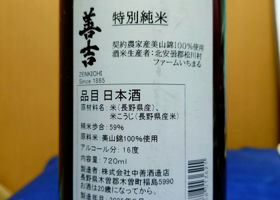 善吉
ZENKICHI
Since 1865
特別純米
契約農家産美山錦100%使用
酒米生産者：北安曇郡松川村
ファームいちまる
品目 日本酒
原材料名：米（長野県産）、
米こうじ（長野県産米）
精米歩合：59%
原料米：美山錦100%使用
アルコール分：16度
内容量：720ml
製造者：株式会社中善酒造店
長野県木曽郡木曽町福島5990
お酒は20歳になってから。